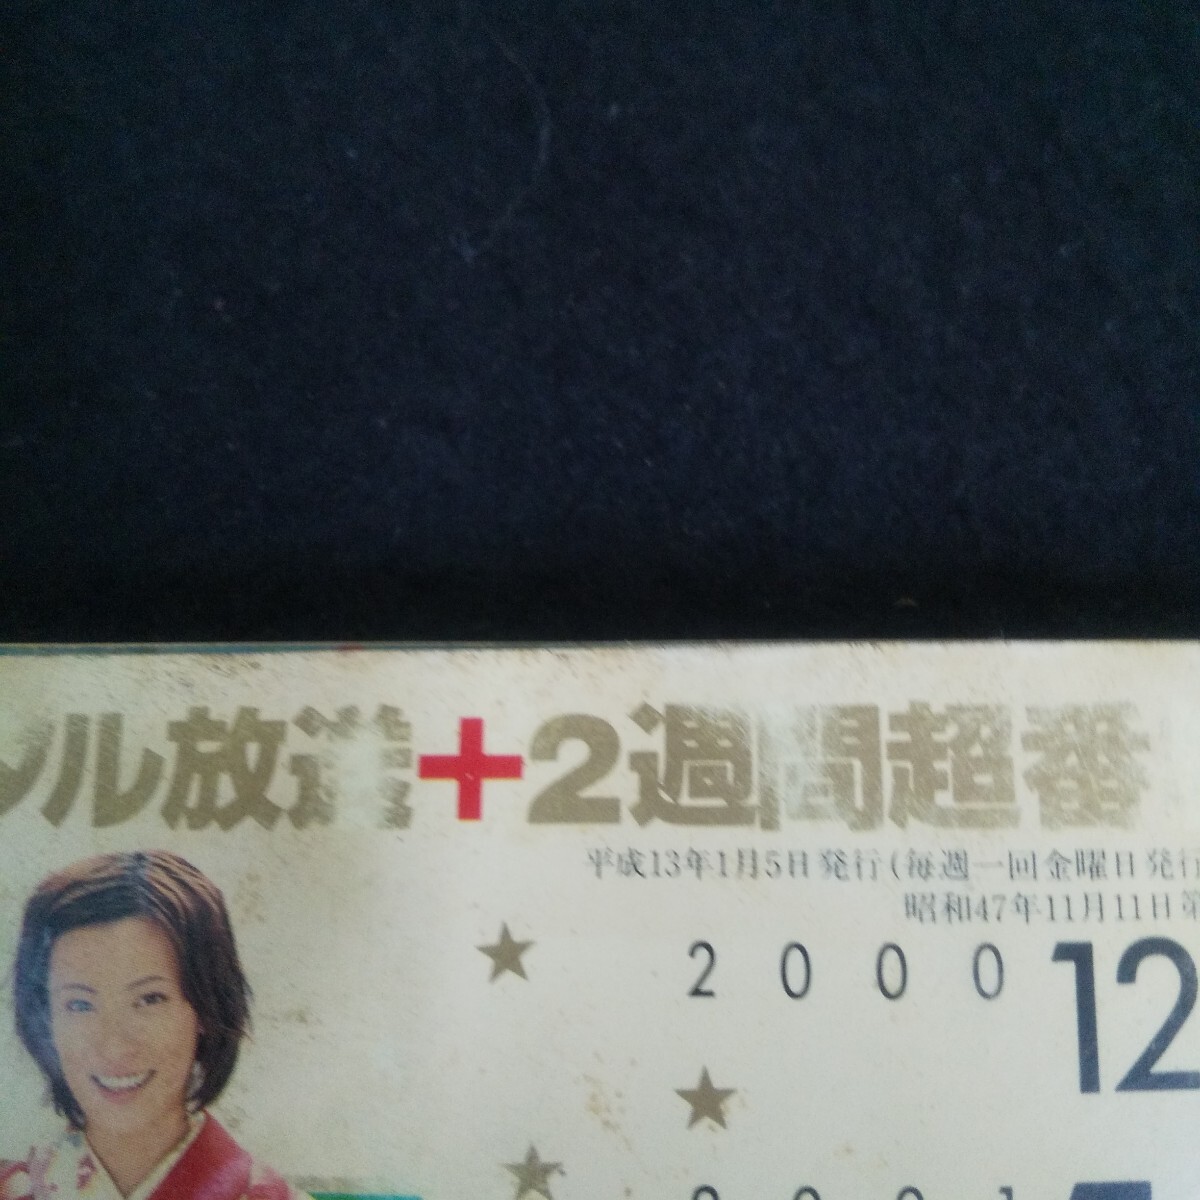 ル放送+2週間超番
平成13年1月5日発行(毎週一回金曜日発行
昭和47年11月11日第
2000 12
2001